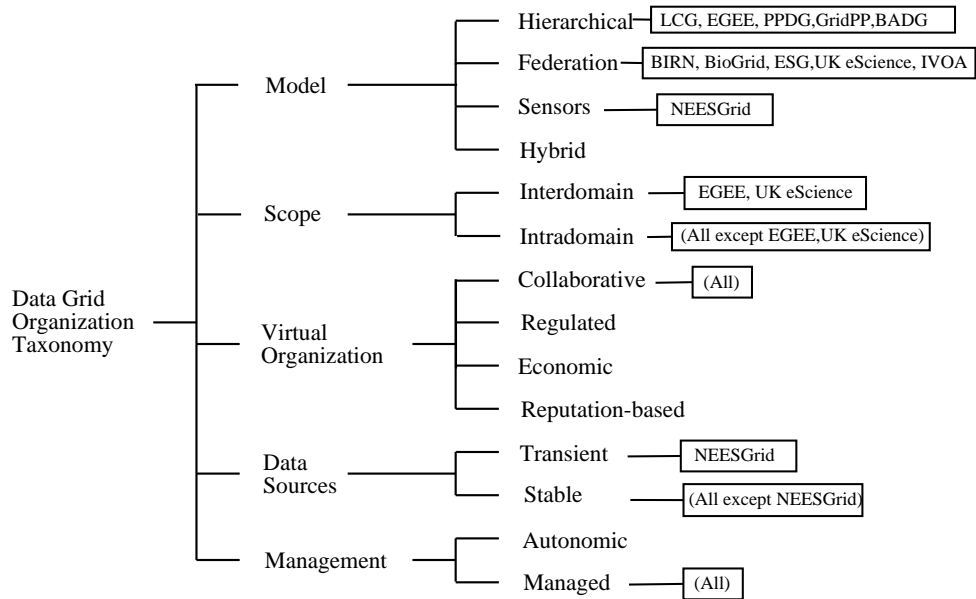 Data Grid
Organization
Taxonomy
Model
Hierarchical
LCG, EGEE, PPDG,GridPP,BADG
Federation
BIRN, BioGrid, ESG,UK eScience, IVOA
Sensors
NEESGrid
Hybrid
Scope
Interdomain
EGEE, UK eScience
Intradomain
(All except EGEE,UK eScience)
Virtual
Organization
Collaborative
(All)
Regulated
Economic
Reputation-based
Data
Sources
Transient
NEESGrid
Stable
(All except NEESGrid)
Management
Autonomic
Managed
(All)